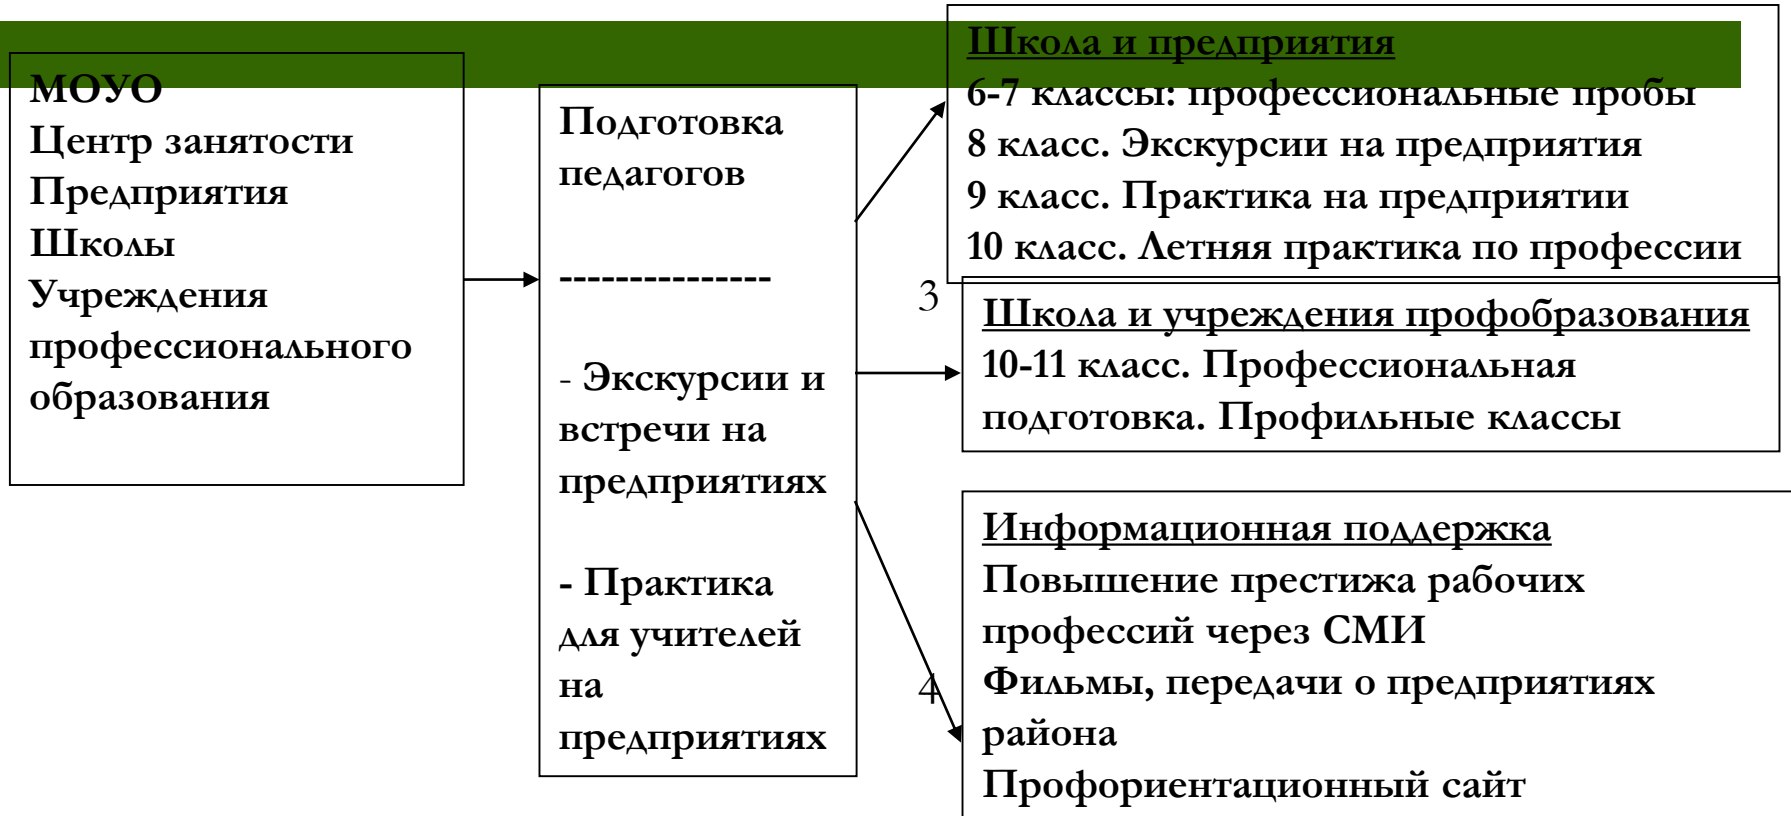 МОУО
Центр занятости
Предприятия
Школы
Учреждения
профессионального
образования
Подготовка
педагогов
---------------
- Экскурсии и
встречи на
предприятиях
- Практика
для учителей
на
предприятиях
Школа и предприятия
6-7 классы: профессиональные пробы
8 класс. Экскурсии на предприятия
9 класс. Практика на предприятии
10 класс. Летняя практика по профессии
3
Школа и учреждения профобразования
10-11 класс. Профессиональная
подготовка. Профильные классы
4
Информационная поддержка
Повышение престижа рабочих
профессий через СМИ
Фильмы, передачи о предприятиях
района
Профориентационный сайт